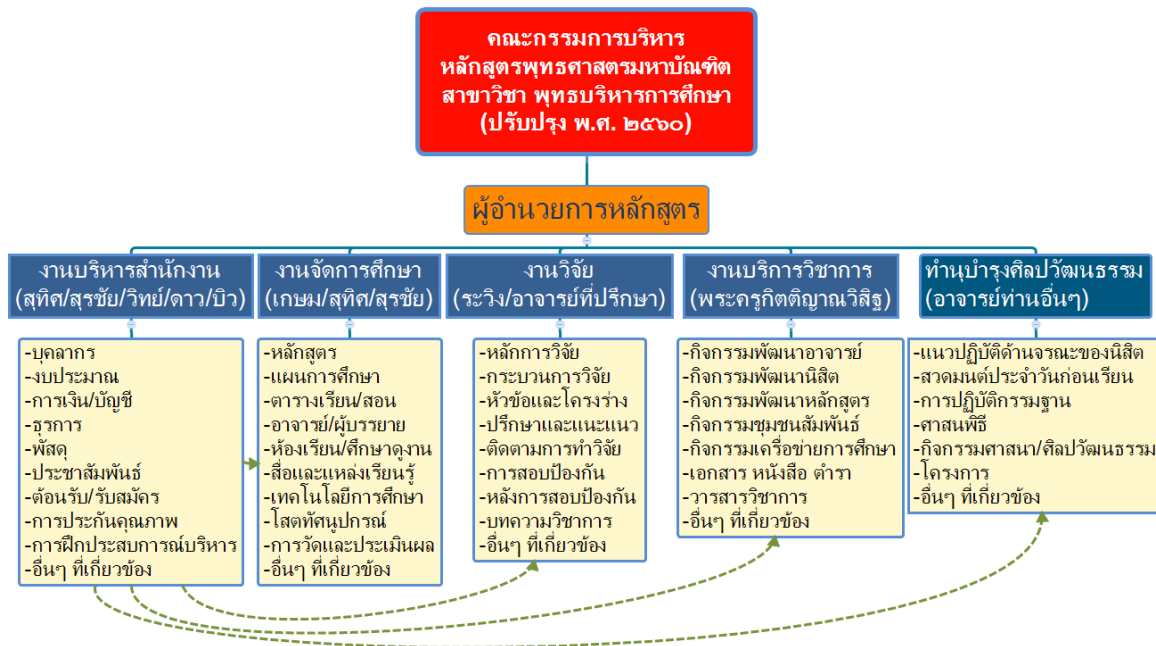 คณะกรรมการบริหาร
หลักสูตรพุทธศาสตรมหาบัณฑิต
สาขาวิชา พุทธบริหารการศึกษา
(ปรับปรุง พ.ศ. ๒๕๖๐)
ผู้อำนวยการหลักสูตร
งานบริหารสำนักงาน
(สุทิศ/สุรชัย/วิทย์/ดาว/บิว)
-บุคลากร
-งบประมาณ
-การเงิน/บัญชี
-ธุรการ
-พัสดุ
-ประชาสัมพันธ์
-ต้อนรับ/รับสมัคร
-การประกันคุณภาพ
-การฝึกประสบการณ์บริหาร
-อื่นๆ ที่เกี่ยวข้อง
งานจัดการศึกษา
(เกษม/สุทิศ/สุรชัย)
-หลักสูตร
-แผนการศึกษา
-ตารางเรียน/สอน
-อาจารย์/ผู้บรรยาย
-ห้องเรียน/ศึกษาดูงาน
-สื่อและแหล่งเรียนรู้
-เทคโนโลยีการศึกษา
-โสตทัศนูปกรณ์
-การวัดและประเมินผล
-อื่นๆ ที่เกี่ยวข้อง
งานวิจัย
(ระวิง/อาจารย์ที่ปรึกษา)
-หลักการวิจัย
-กระบวนการวิจัย
-หัวข้อและโครงร่าง
-ปรึกษาและแนะแนว
-ติดตามการทำวิจัย
-การสอบป้องกัน
-หลังการสอบป้องกัน
-บทความวิชาการ
-อื่นๆ ที่เกี่ยวข้อง
งานบริการวิชาการ
(พระครูกิตติญาณวิสิฐ)
-กิจกรรมพัฒนาอาจารย์
-กิจกรรมพัฒนานิสิต
-กิจกรรมพัฒนาหลักสูตร
-กิจกรรมชุมชนสัมพันธ์
-กิจกรรมเครือข่ายการศึกษา
-เอกสาร หนังสือ ตำรา
-วารสารวิชาการ
-อื่นๆ ที่เกี่ยวข้อง
ทำนุบำรุงศิลปวัฒนธรรม
(อาจารย์ท่านอื่นๆ)
-แนวปฏิบัติด้านจรณะของนิสิต
-สวดมนต์ประจำวันก่อนเรียน
-การปฏิบัติกรรมฐาน
-ศาสนพิธี
-กิจกรรมศาสนา/ศิลปวัฒนธรรม
-โครงการ
-อื่นๆ ที่เกี่ยวข้อง